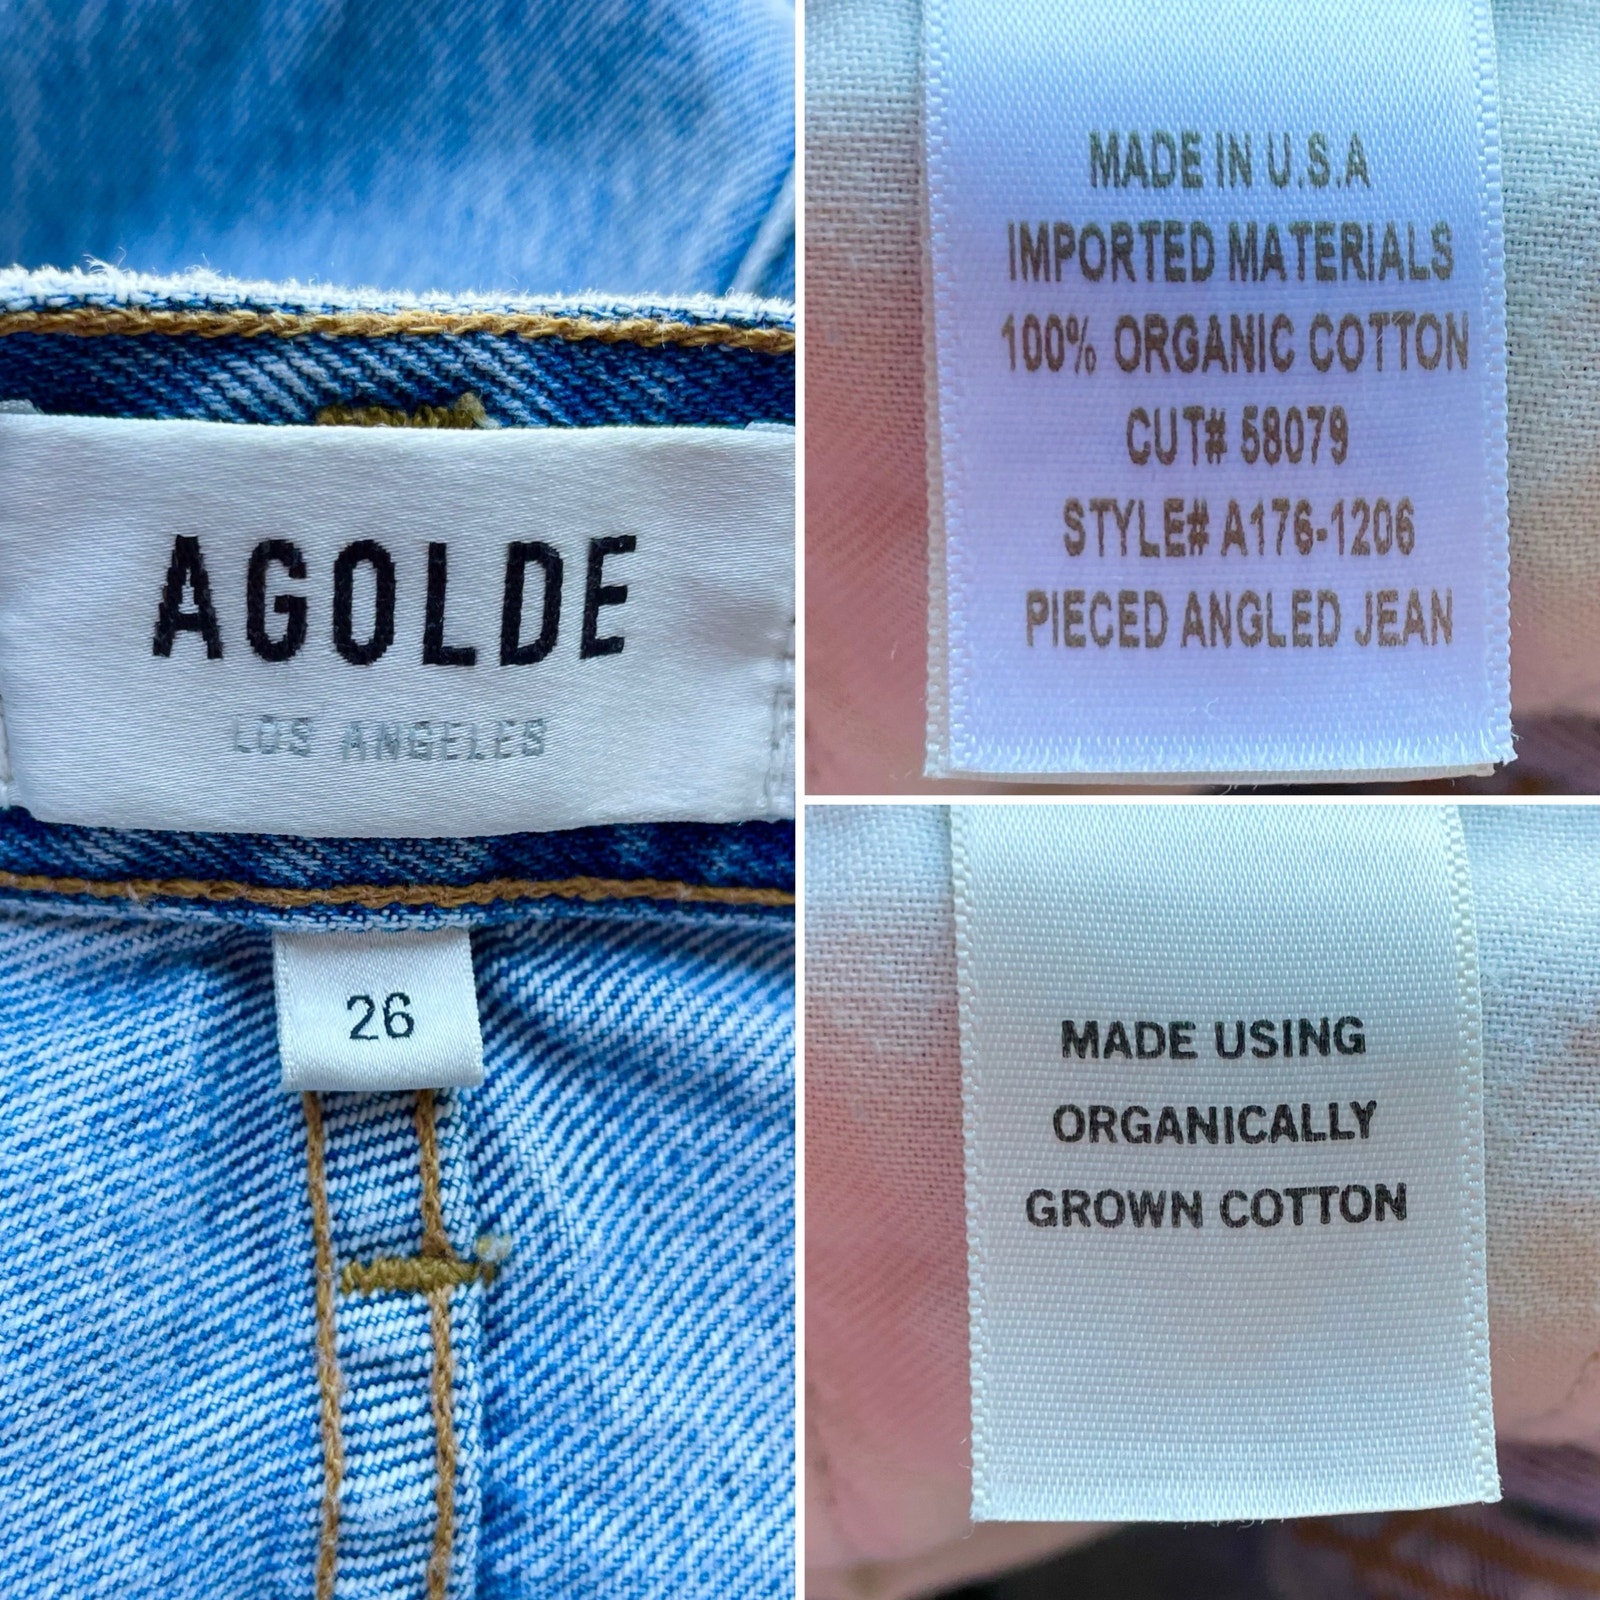 AGOLDE
LOS ANGELES
26
MADE IN U.S.A
IMPORTED MATERIALS
100% ORGANIC COTTON
CUT# 58079
STYLE# A176-1206
PIECED ANGLED JEAN
MADE USING
ORGANICALLY
GROWN COTTON